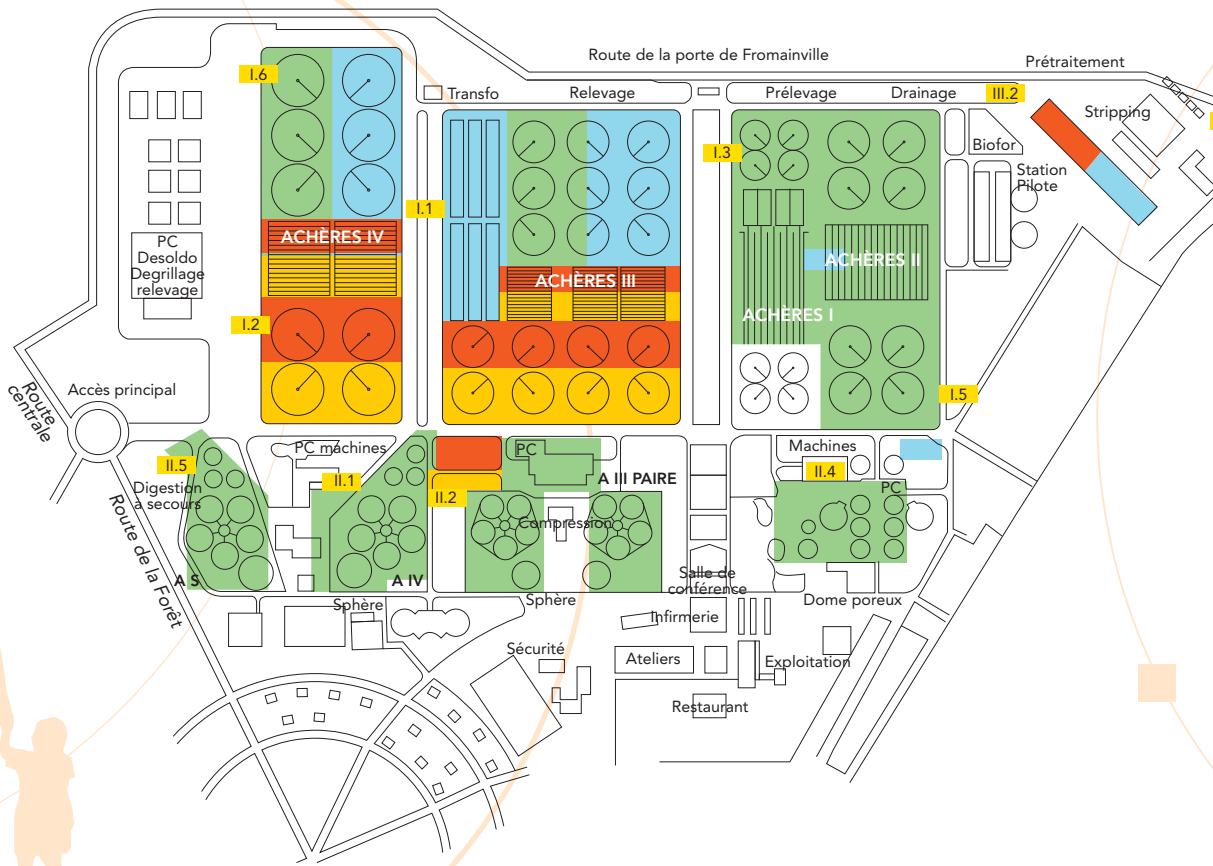 Route de la porte de Fromainville
Prétraitement
I.6
Transfo
Relevage
Prélevage
Drainage
III.2
Stripping
I.3
Biofor
Station
Pilote
I.1
ACHÈRES IV
PC
Desoldo
Degrillage
relevage
ACHÈRES III
ACHÈRES II
ACHÈRES I
I.2
Accès principal
Route
centrale
I.5
II.5
PC machines
PC
Machines
II.1
II.4
Digestion
a secours
II.2
A III PAIRE
PC
Route de la Forêt
Compression
A S
A IV
Salle de
conférence
Sphère
Sphère
Dome poreux
Infirmerie
Sécurité
Ateliers
Exploitation
Restaurant